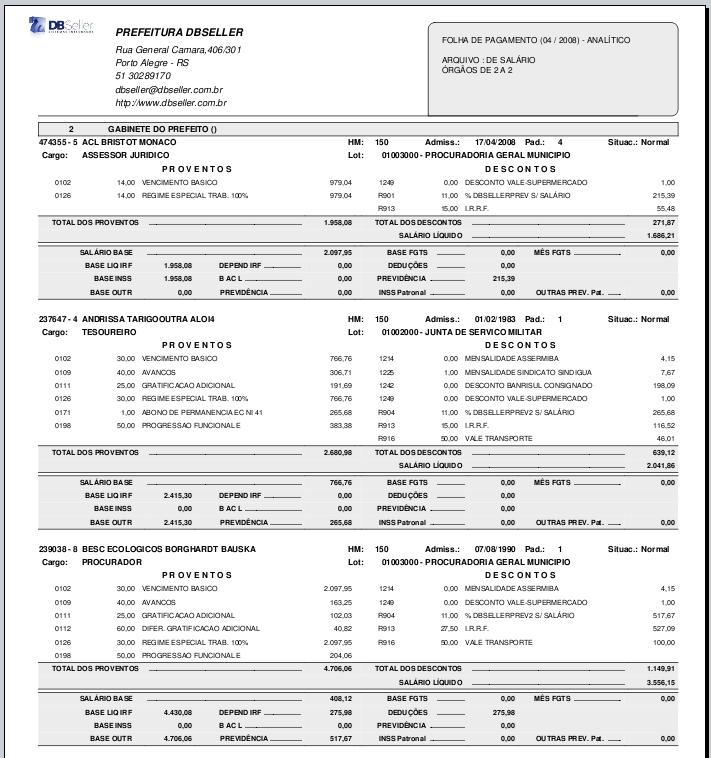 DBSeller
PREFEITURA DBSELLER
Rua General Camara,406/301
Porto Alegre - RS
51 30289170
dbseller@dbseller.com.br
http://www.dbseller.com.br
FOLHA DE PAGAMENTO (04 / 2008) - ANALÍTICO
ARQUIVO : DE SALÁRIO
ÓRGÃOS DE 2 A 2
2 GABINETE DO PREFEITO ()
474355 - 5 ACL BRISTOT MONACO HM: 150 Admiss.: 17/04/2008 Pad.: 4 Situac.: Normal
Cargo: ASSESSOR JURIDICO Lot: 01003000 - PROCURADORIA GERAL MUNICIPIO
PROVENTOS DESCONTOS
0102 14,00 VENCIMENTO BASICO 979,04 1249 0,00 DESCONTO VALE-SUPERMERCADO 1,00
0126 14,00 REGIME ESPECIAL TRAB. 100% 979,04 R901 11,00 % DBSELLERPREV S/ SALÁRIO 215,39
R913 15,00 I.R.R.F. 55,48
TOTAL DOS PROVENTOS 1.958,08 TOTAL DOS DESCONTOS 271,87
SALÁRIO LÍQUIDO 1.686,21
SALÁRIO BASE 2.097,95 BASE FGTS 0,00 MÊS FGTS 0,00
BASE LIQ IRF 1.958,08 DEPEND IRF 0,00 DEDUÇÕES 0,00
BASE INSS 1.958,08 B A C L 0,00 PREVIDÊNCIA 215,39
BASE OUTR 0,00 PREVIDÊNCIA 0,00 INSS Patronal 0,00 OUTRAS PREV. Pat. 0,00
237647 - 4 ANDRISSA TARIGOOUTRA ALOI4 HM: 150 Admiss.: 01/02/1983 Pad.: 1 Situac.: Normal
Cargo: TESOUREIRO Lot: 01002000 - JUNTA DE SERVICO MILITAR
PROVENTOS DESCONTOS
0102 30,00 VENCIMENTO BASICO 766,76 1214 0,00 MENSALIDADE ASSERMIBA 4,15
0109 40,00 AVANCOS 306,71 1225 1,00 MENSALIDADE SINDICATO SINDIGUA 7,67
0111 25,00 GRATIFICACAO ADICIONAL 191,69 1242 0,00 DESCONTO BANRISUL CONSIGNADO 198,09
0126 30,00 REGIME ESPECIAL TRAB. 100% 766,76 1249 0,00 DESCONTO VALE-SUPERMERCADO 1,00
0171 1,00 ABONO DE PERMANENCIA EC NI 41 265,68 R904 11,00 % DBSELLERPREV2 S/ SALÁRIO 265,68
0198 50,00 PROGRESSAO FUNCIONAL E 383,38 R913 15,00 I.R.R.F. 116,52
R916 50,00 VALE TRANSPORTE 46,01
TOTAL DOS PROVENTOS 2.680,98 TOTAL DOS DESCONTOS 639,12
SALÁRIO LÍQUIDO 2.041,86
SALÁRIO BASE 766,76 BASE FGTS 0,00 MÊS FGTS 0,00
BASE LIQ IRF 2.415,30 DEPEND IRF 0,00 DEDUÇÕES 0,00
BASE INSS 0,00 B A C L 0,00 PREVIDÊNCIA 0,00
BASE OUTR 2.415,30 PREVIDÊNCIA 265,68 INSS Patronal 0,00 OUTRAS PREV. Pat. 0,00
239038 - 8 BESC ECOLOGICOS BORGHARDT BAUSKA HM: 150 Admiss.: 07/08/1990 Pad.: 1 Situac.: Normal
Cargo: PROCURADOR Lot: 01003000 - PROCURADORIA GERAL MUNICIPIO
PROVENTOS DESCONTOS
0102 30,00 VENCIMENTO BASICO 2.097,95 1214 0,00 MENSALIDADE ASSERMIBA 4,15
0109 40,00 AVANCOS 163,25 1249 0,00 DESCONTO VALE-SUPERMERCADO 1,00
0111 25,00 GRATIFICACAO ADICIONAL 102,03 R904 11,00 % DBSELLERPREV2 S/ SALÁRIO 517,67
0112 60,00 DIFER. GRATIFICAO ADICIONAL 40,82 R913 27,50 I.R.R.F. 527,09
0126 30,00 REGIME ESPECIAL TRAB. 100% 2.097,95 R916 50,00 VALE TRANSPORTE 100,00
0198 50,00 PROGRESSAO FUNCIONAL E 204,06
TOTAL DOS PROVENTOS 4.706,06 TOTAL DOS DESCONTOS 1.149,91
SALÁRIO LÍQUIDO 3.556,15
SALÁRIO BASE 408,12 BASE FGTS 0,00 MÊS FGTS 0,00
BASE LIQ IRF 4.430,08 DEPEND IRF 275,98 DEDUÇÕES 275,98
BASE INSS 0,00 B A C L 0,00 PREVIDÊNCIA 0,00
BASE OUTR 4.706,06 PREVIDÊNCIA 517,67 INSS Patronal 0,00 OUTRAS PREV. Pat. 0,00